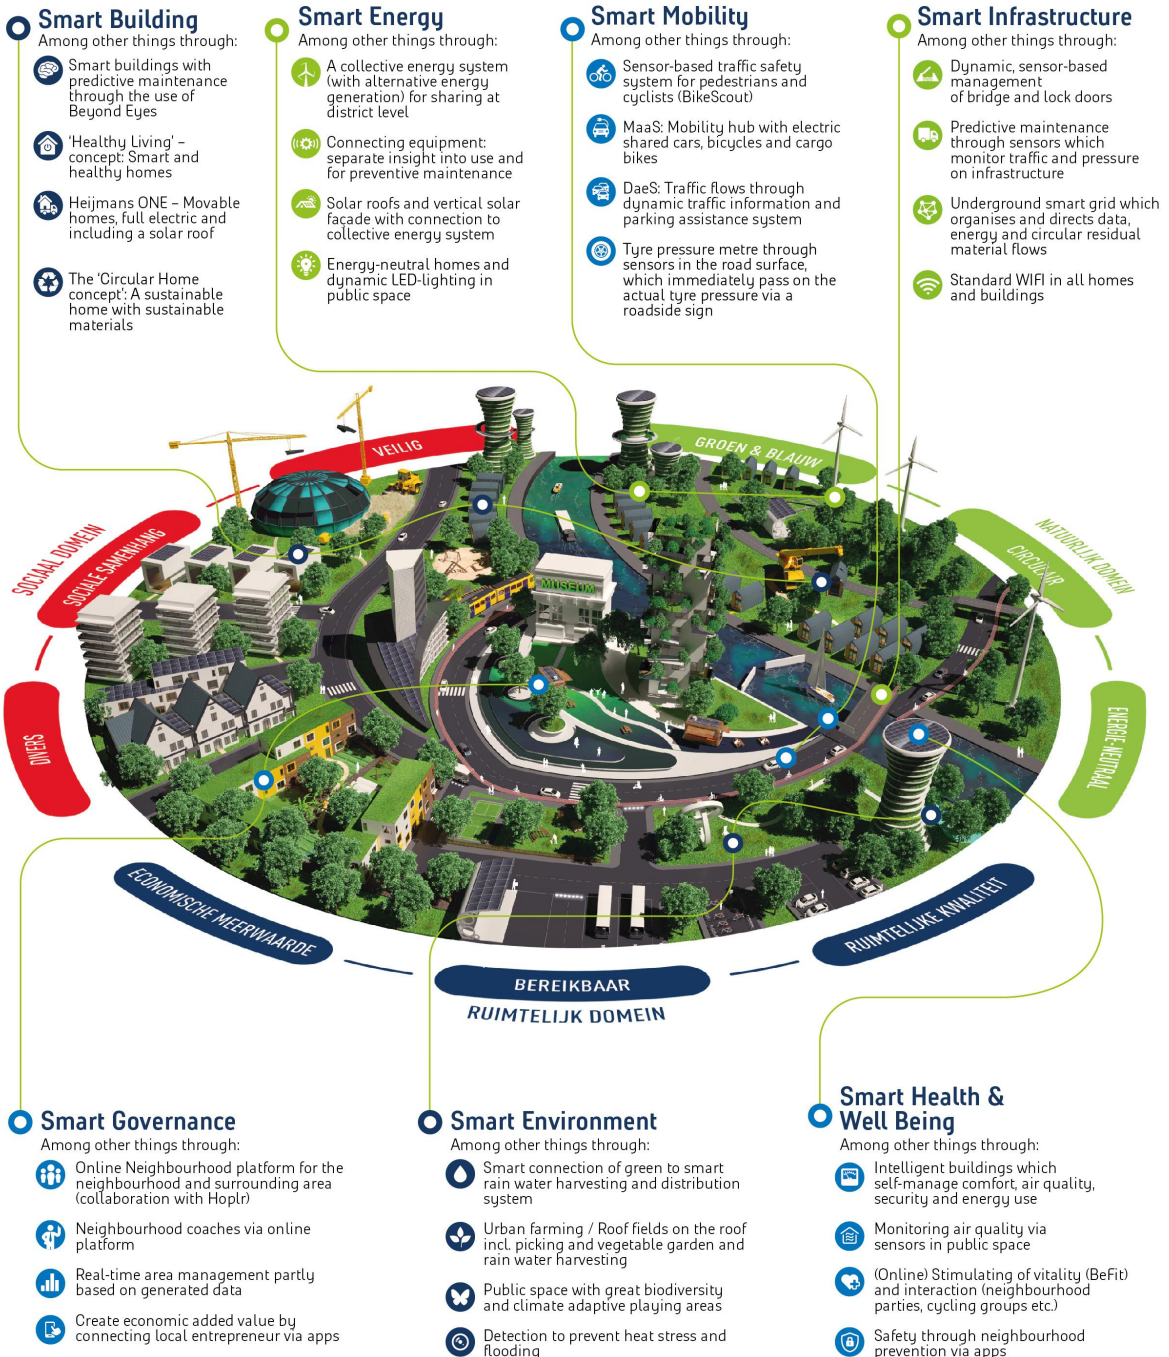 Smart Building
Among other things through:
Smart buildings with
predictive maintenance
through the use of
Beyond Eyes
‘Healthy Living’ –
concept: Smart and
healthy homes
Heijmans ONE – Movable
homes, full electric and
including a solar roof
The ‘Circular Home
concept’: A sustainable
home with sustainable
materials
Smart Energy
Among other things through:
A collective energy system
(with alternative energy
generation) for sharing at
district level
Connecting equipment:
separate insight into use and
for preventive maintenance
Solar roofs and vertical solar
façade with connection to
collective energy system
Energy-neutral homes and
dynamic LED-lighting in
public space
Smart Mobility
Among other things through:
Sensor-based traffic safety
system for pedestrians and
cyclists (BikeScout)
MaaS: Mobility hub with electric
shared cars, bicycles and cargo
bikes
DaeS: Traffic flows through
dynamic traffic information and
parking assistance system
Tyre pressure metre through
sensors in the road surface,
which immediately pass on the
actual tyre pressure via a
roadside sign
Smart Infrastructure
Among other things through:
Dynamic, sensor-based
management
of bridge and lock doors
Predictive maintenance
through sensors which
monitor traffic and pressure
on infrastructure
Underground smart grid which
organises and directs data,
energy and circular residual
material flows
Standard WIFI in all homes
and buildings
VEILIG
GROEN & BLAUW
SOCIAAL DOMEIN
SOCIALE SAMENHANG
NATUURLIJK DOMEIN
CIRCULAIR
MUSEUM
DIVERS
ENERGIE-NEUTRAAL
ECONOMISCHE MEERWAARDE
RUIMTELIJKE KWALITEIT
BEREIKBAAR
RUIMTELIJK DOMEIN
Smart Governance
Among other things through:
Online Neighbourhood platform for the
neighbourhood and surrounding area
(collaboration with Hoplr)
Neighbourhood coaches via online
platform
Real-time area management partly
based on generated data
Create economic added value by
connecting local entrepreneur via apps
Smart Environment
Among other things through:
Smart connection of green to smart
rain water harvesting and distribution
system
Urban farming / Roof fields on the roof
incl. picking and vegetable garden and
rain water harvesting
Public space with great biodiversity
and climate adaptive playing areas
Detection to prevent heat stress and
flooding
Smart Health &
Well Being
Among other things through:
Intelligent buildings which
self-manage comfort, air quality,
security and energy use
Monitoring air quality via
sensors in public space
(Online) Stimulating of vitality (BeFit)
and interaction (neighbourhood
parties, cycling groups etc.)
Safety through neighbourhood
prevention via apps